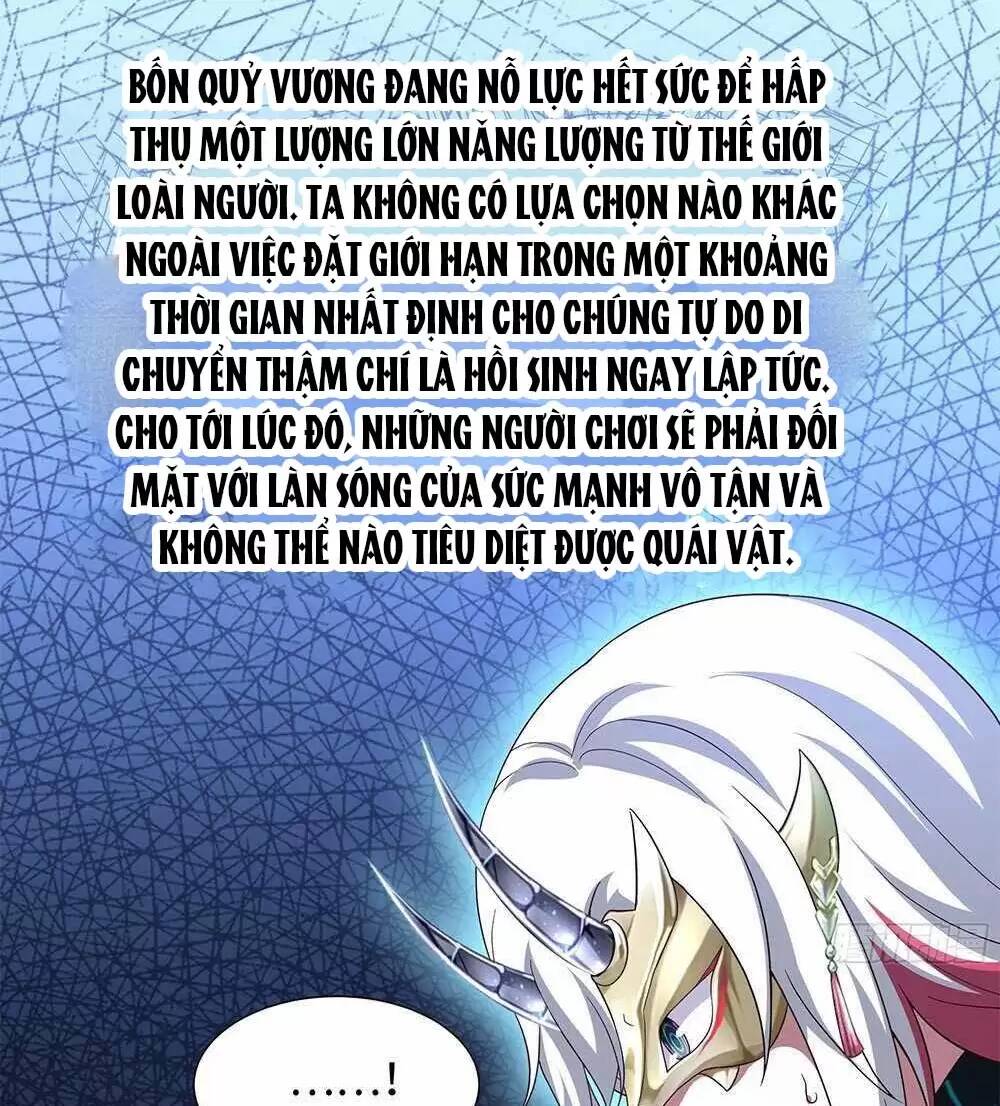 BỐN QUỶ VƯƠNG ĐANG NỖ LỰC HẾT SỨC ĐỂ HẤP
THỤ MỘT LƯỢNG LỚN NĂNG LƯỢNG TỪ THẾ GIỚI
LOÀI NGƯỜI. TA KHÔNG CÓ LỰA CHỌN NÀO KHÁC
NGOÀI VIỆC ĐẶT GIỚI HẠN TRONG MỘT KHOẢNG
THỜI GIAN NHẤT ĐỊNH CHO CHÚNG TỰ DO DI
CHUYỂN THẬM CHÍ LÀ HỒI SINH NGAY LẬP TỨC.
CHO TỚI LÚC ĐÓ, NHỮNG NGƯỜI CHƠI SẼ PHẢI ĐỐI
MẶT VỚI LÀN SÓNG CỦA SỨC MẠNH VÔ TẬN VÀ
KHÔNG THỂ NÀO TIÊU DIỆT ĐƯỢC QUÁI VẬT.
.......!